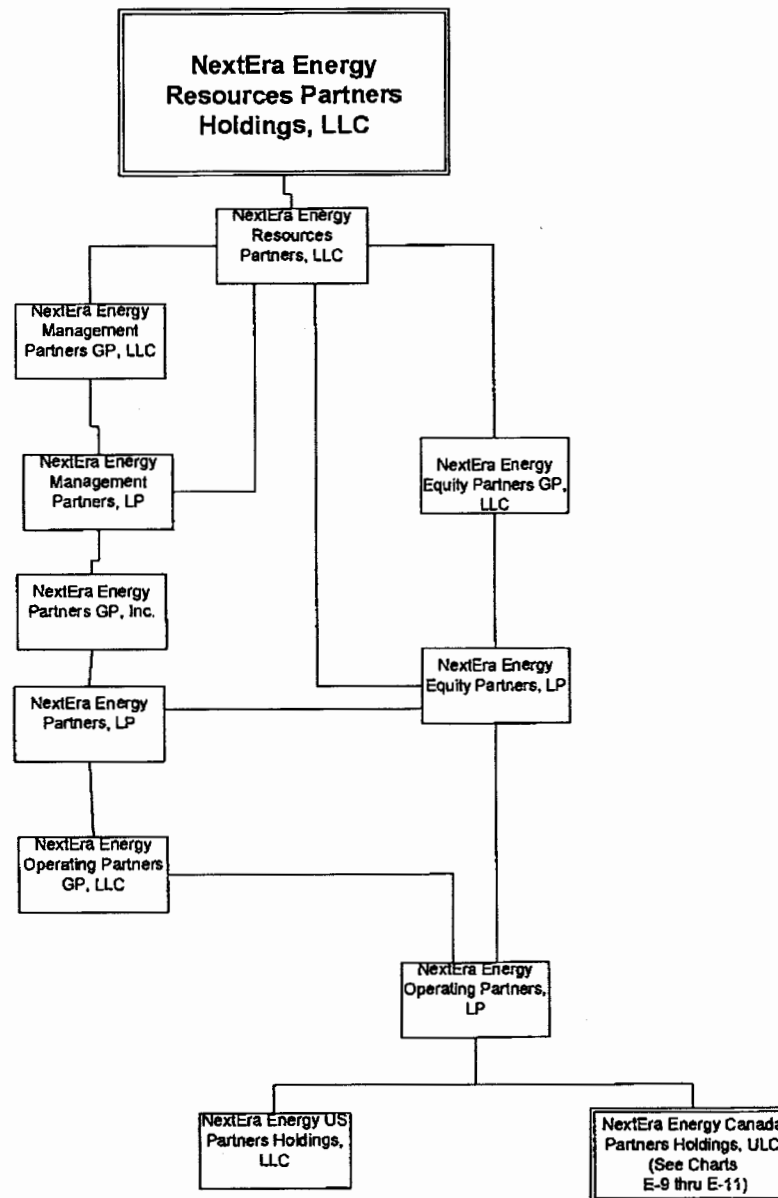 NextEra Energy
Resources Partners
Holdings, LLC
NextEra Energy
Resources
Partners, LLC
NextEra Energy
Management
Partners GP, LLC
NextEra Energy
Management
Partners, LP
NextEra Energy
Equity Partners GP,
LLC
NextEra Energy
Partners GP, Inc.
NextEra Energy
Equity Partners, LP
NextEra Energy
Partners, LP
NextEra Energy
Operating Partners
GP, LLC
NextEra Energy
Operating Partners,
LP
NextEra Energy US
Partners Holdings,
LLC
NextEra Energy Canada
Partners Holdings, ULC
(See Charts
E-9 thru E-11)